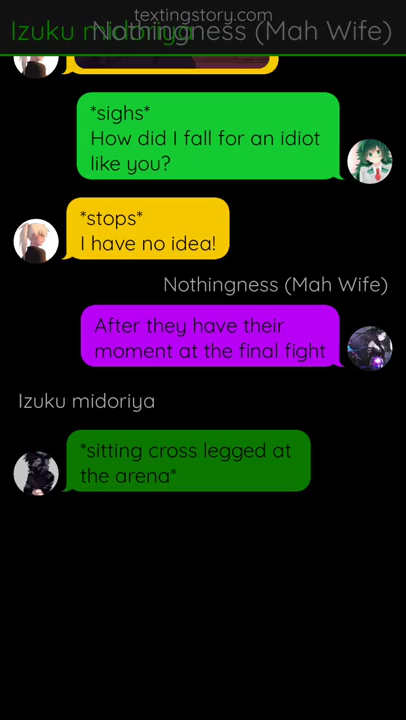 textingstory.com
Izuku midoriya
Nothingness (Mah Wife)
*sighs*
How did I fall for an idiot
like you?
*stops*
I have no idea!
Nothingness (Mah Wife)
After they have their
moment at the final fight
Izuku midoriya
*sitting cross legged at
the arena*